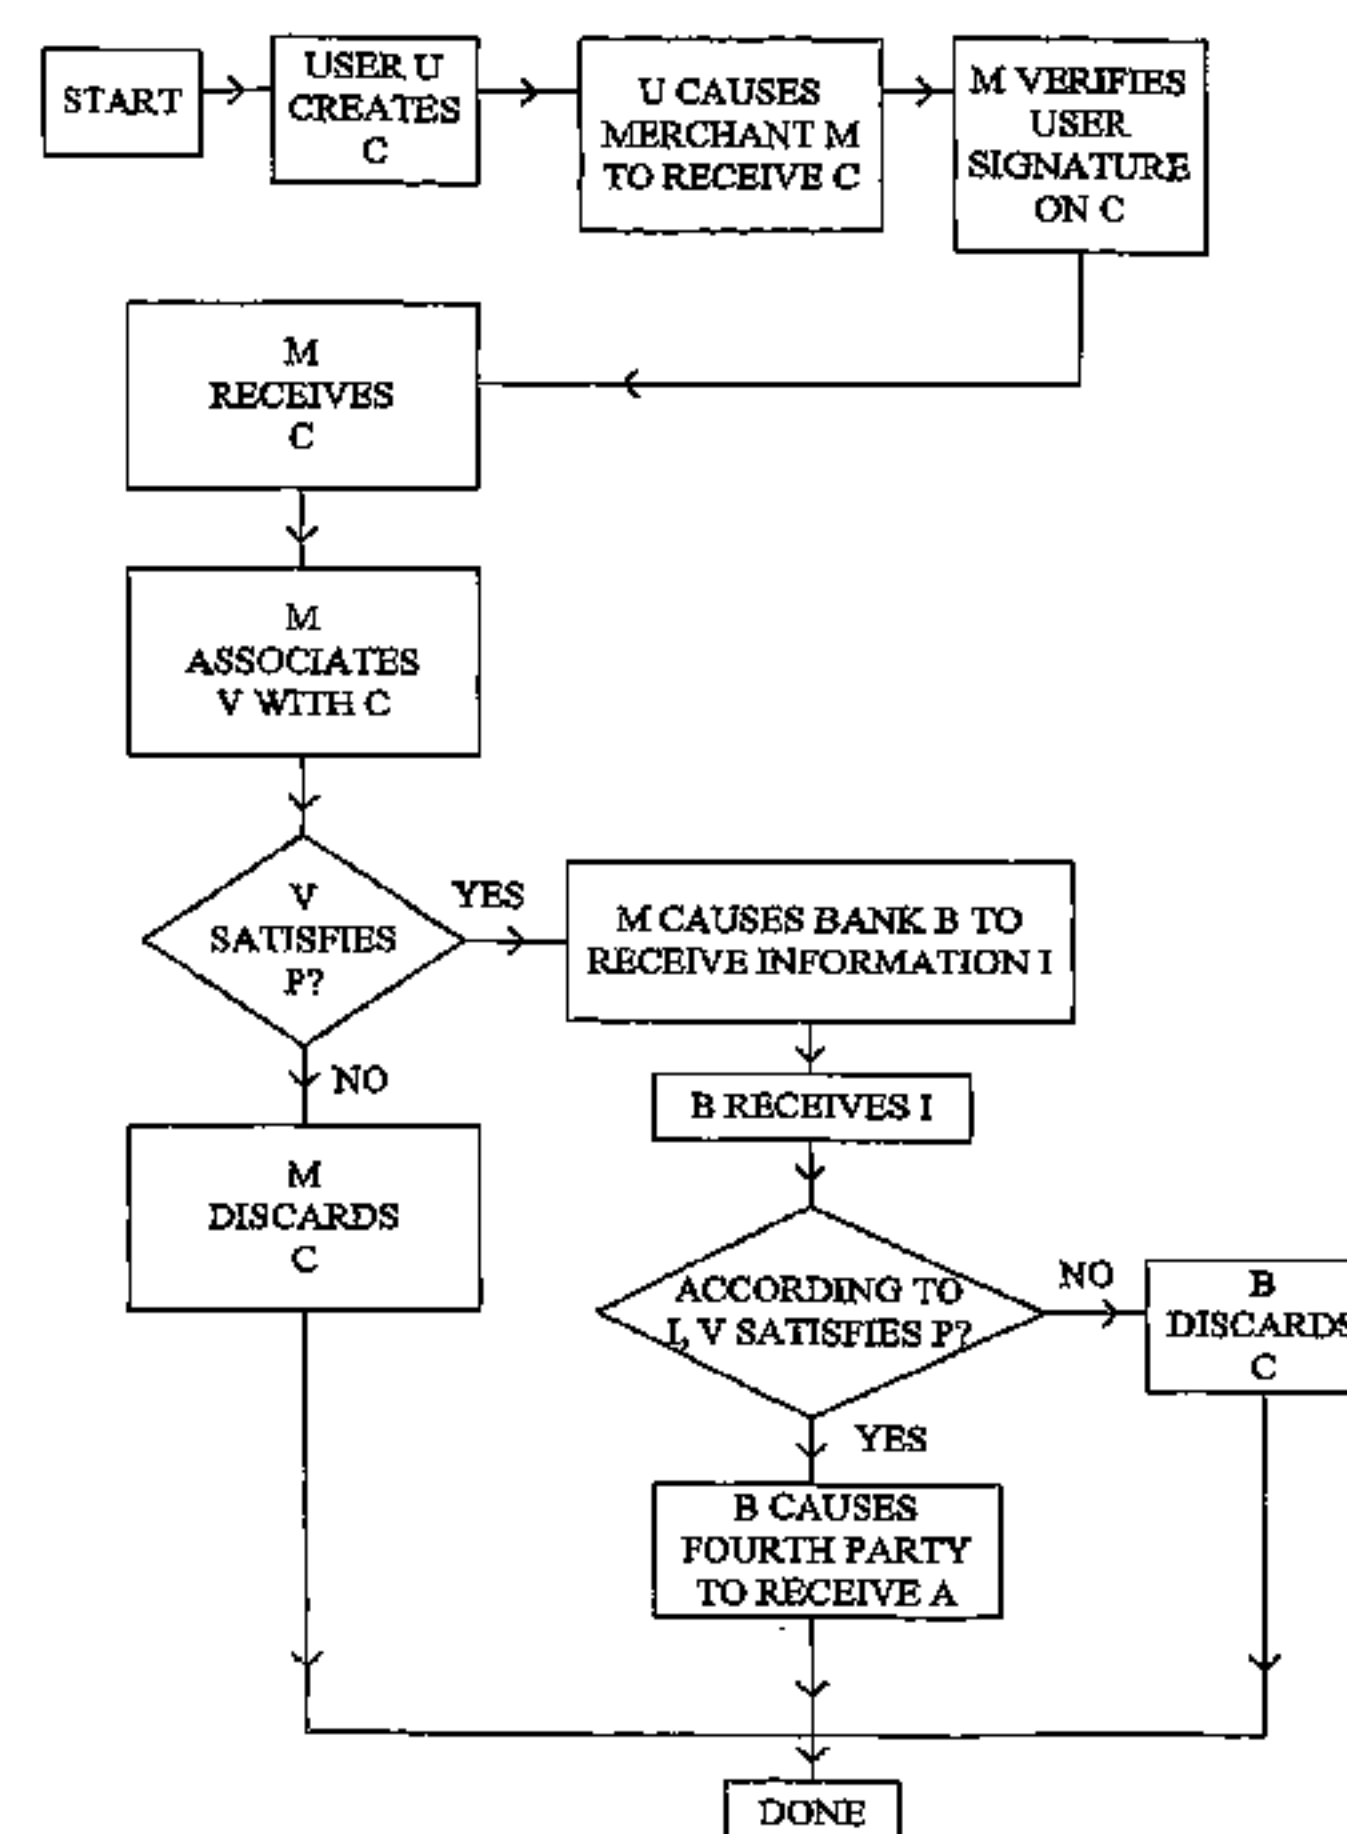 START
USER U
CREATES
C
U CAUSES
MERCHANT M
TO RECEIVE C
M VERIFIES
USER
SIGNATURE
ON C
M
RECEIVES
C
M
ASSOCIATES
V WITH C
V
SATISFIES
P?
YES
M CAUSES BANK B TO
RECEIVE INFORMATION I
NO
B RECEIVES I
M
DISCARDS
C
ACCORDING TO
I, V SATISFIES P?
NO
B
DISCARDS
C
YES
B CAUSES
FOURTH PARTY
TO RECEIVE A
DONE